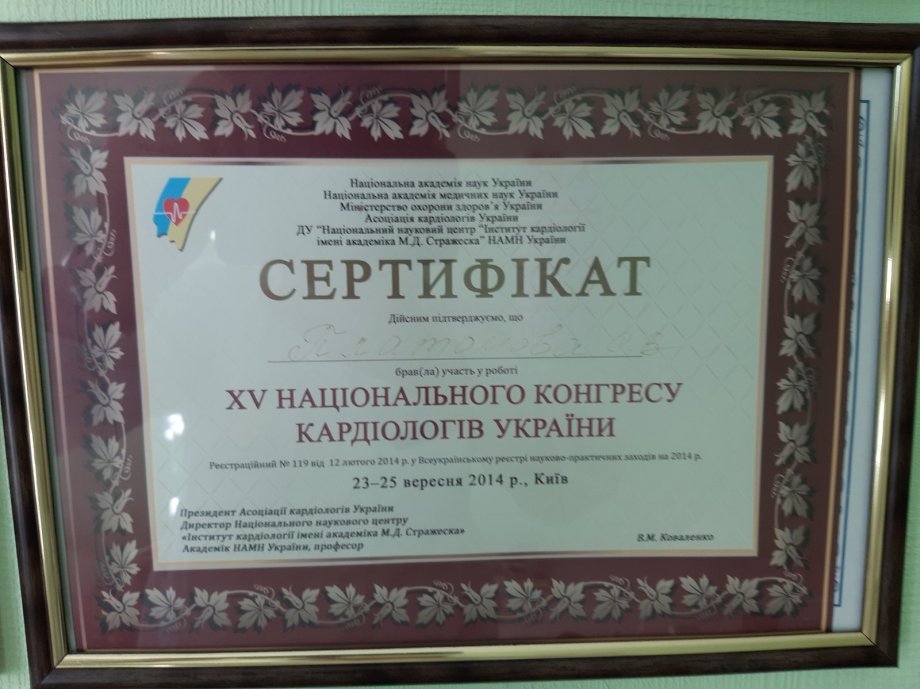 Національна академія наук України
Національна академія медичних наук України
Міністерство охорони здоров'я України
Асоціація кардіологів України
ДУ "Національний науковий центр "Інститут кардіології
імені академіка М.Д. Стражеска" НАМН України
СЕРТИФІКАТ
Дійсним підтверджуємо, що
Платонова
брав(ла) участь у роботі
XV НАЦІОНАЛЬНОГО КОНГРЕСУ
КАРДІОЛОГІВ УКРАЇНИ
Реєстраційний № 119 від 12 лютого 2014 р. у Всеукраїнському реєстрі науково-практичних заходів на 2014 р.
23–25 вересня 2014 р., Київ
Президент Асоціації кардіологів України
Директор Національного наукового центру
«Інститут кардіології імені академіка М.Д. Стражеска»
Академік НАМН України, професор
В.М. Коваленко